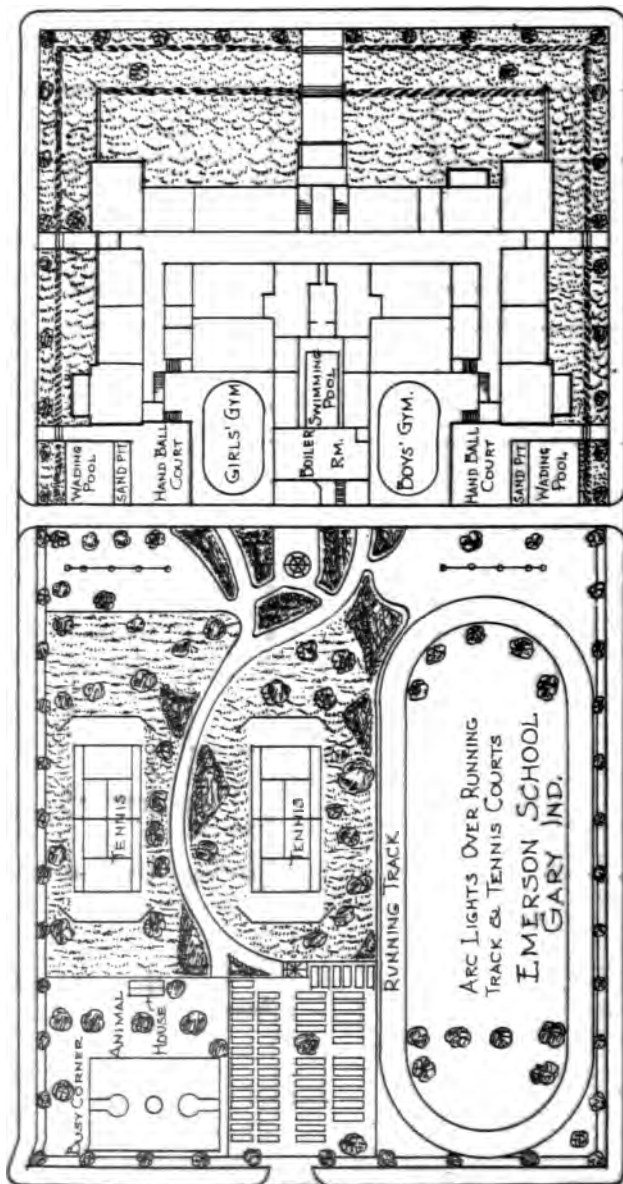 WADING
POOL
SAND PIT
HAND BALL
COURT
GIRLS' GYM
SWIMMING
POOL
BOILER
RM.
BOYS' GYM.
HAND BALL
COURT
SAND PIT
WADING
POOL
TENNIS
TENNIS
RUNNING TRACK
ARC LIGHTS OVER RUNNING
TRACK & TENNIS COURTS
EMERSON SCHOOL
GARY IND.
BUSY CORNER
ANIMAL
HOUSE